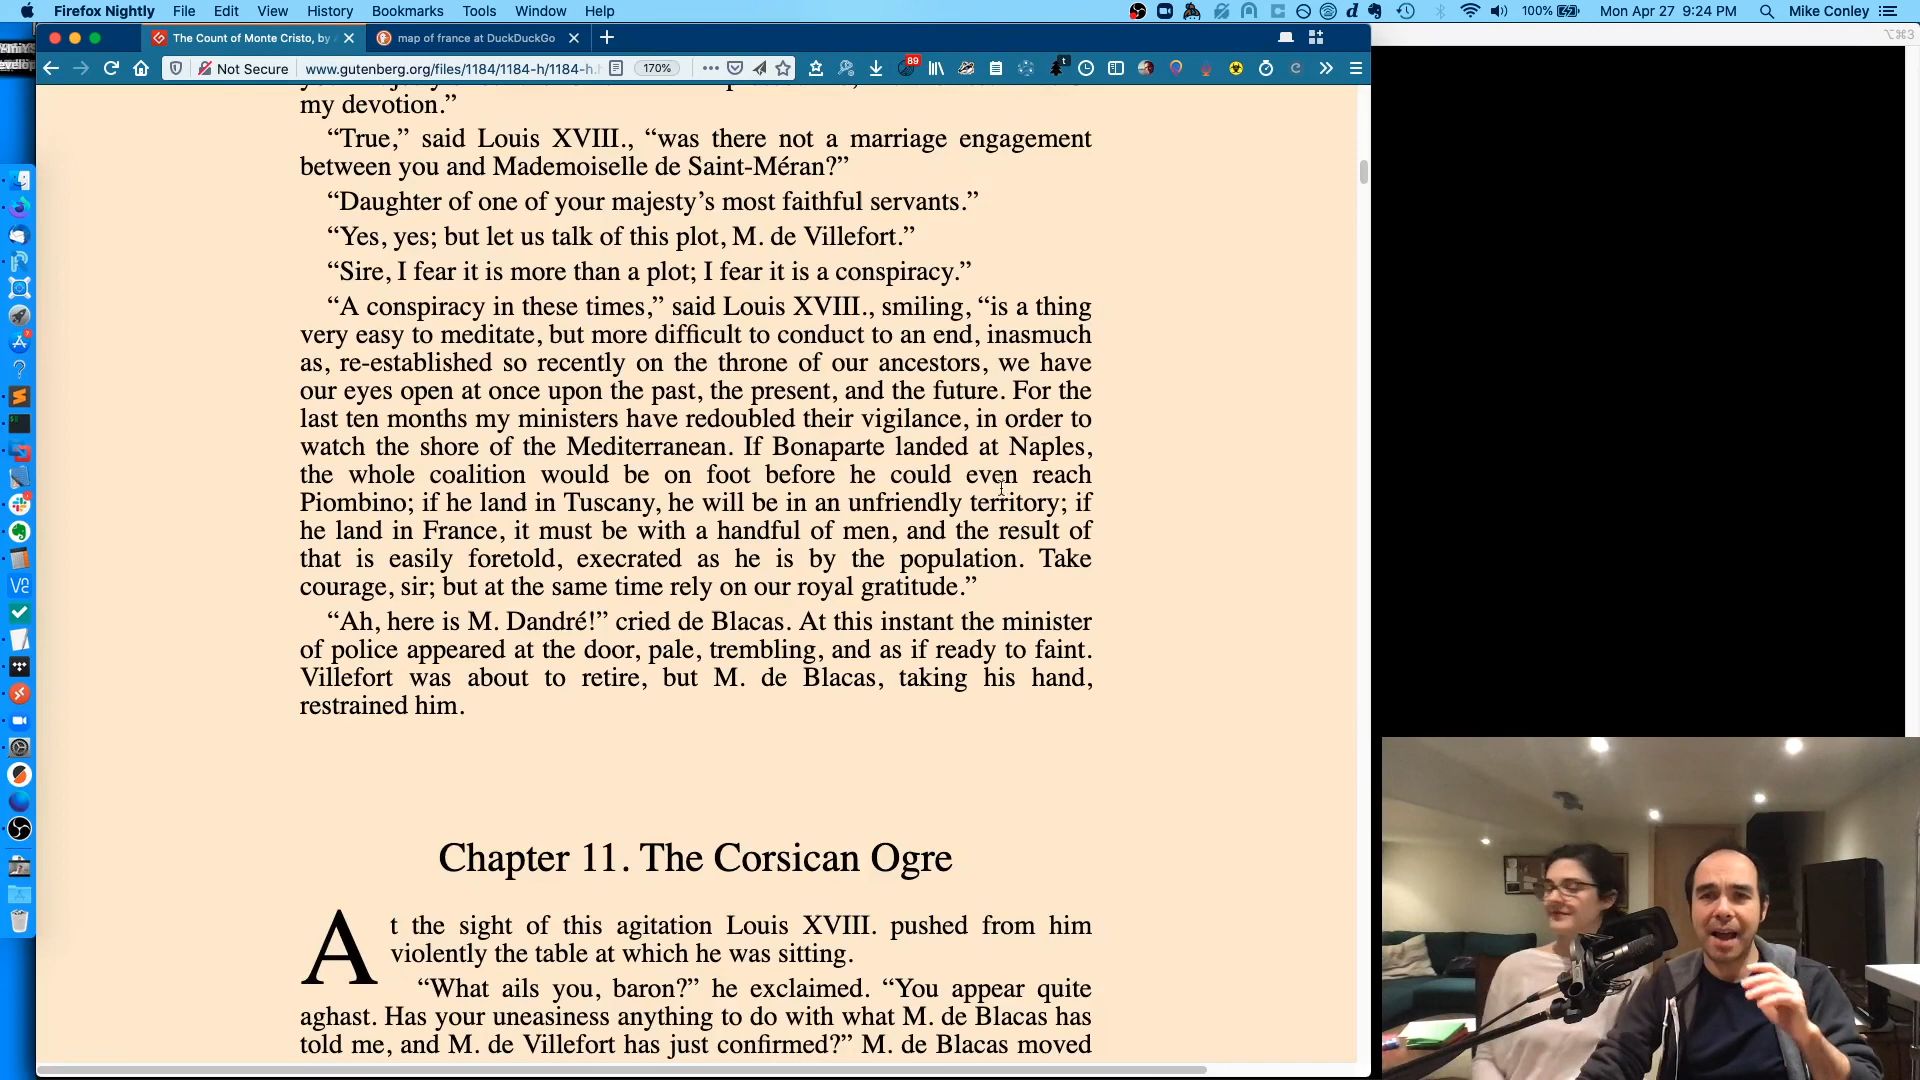 Firefox Nightly File Edit View History Bookmarks Tools Window Help 100% Mon Apr 27 9:24 PM Mike Conley
⌥⌘3
The Count of Monte Cristo, by
map of france at DuckDuckGo
Not Secure www.gutenberg.org/files/1184/1184-h/1184-h. 170% 89
my devotion.”
“True,” said Louis XVIII., “was there not a marriage engagement
between you and Mademoiselle de Saint-Méran?”
“Daughter of one of your majesty’s most faithful servants.”
“Yes, yes; but let us talk of this plot, M. de Villefort.”
“Sire, I fear it is more than a plot; I fear it is a conspiracy.”
“A conspiracy in these times,” said Louis XVIII., smiling, “is a thing
very easy to meditate, but more difficult to conduct to an end, inasmuch
as, re-established so recently on the throne of our ancestors, we have
our eyes open at once upon the past, the present, and the future. For the
last ten months my ministers have redoubled their vigilance, in order to
watch the shore of the Mediterranean. If Bonaparte landed at Naples,
the whole coalition would be on foot before he could even reach
Piombino; if he land in Tuscany, he will be in an unfriendly territory; if
he land in France, it must be with a handful of men, and the result of
that is easily foretold, execrated as he is by the population. Take
courage, sir; but at the same time rely on our royal gratitude.”
“Ah, here is M. Dandré!” cried de Blacas. At this instant the minister
of police appeared at the door, pale, trembling, and as if ready to faint.
Villefort was about to retire, but M. de Blacas, taking his hand,
restrained him.
Chapter 11. The Corsican Ogre
At the sight of this agitation Louis XVIII. pushed from him
violently the table at which he was sitting.
“What ails you, baron?” he exclaimed. “You appear quite
aghast. Has your uneasiness anything to do with what M. de Blacas has
told me, and M. de Villefort has just confirmed?” M. de Blacas moved